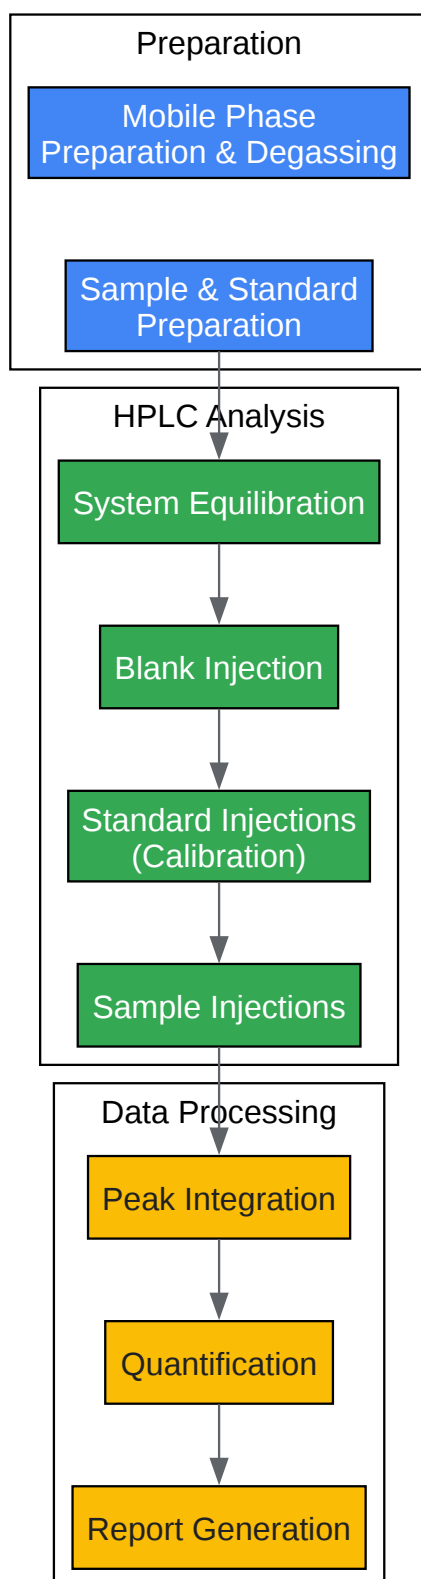 Preparation
Mobile Phase
Preparation & Degassing
Sample & Standard
Preparation
HPLC Analysis
System Equilibration
Blank Injection
Standard Injections
(Calibration)
Sample Injections
Data Processing
Peak Integration
Quantification
Report Generation